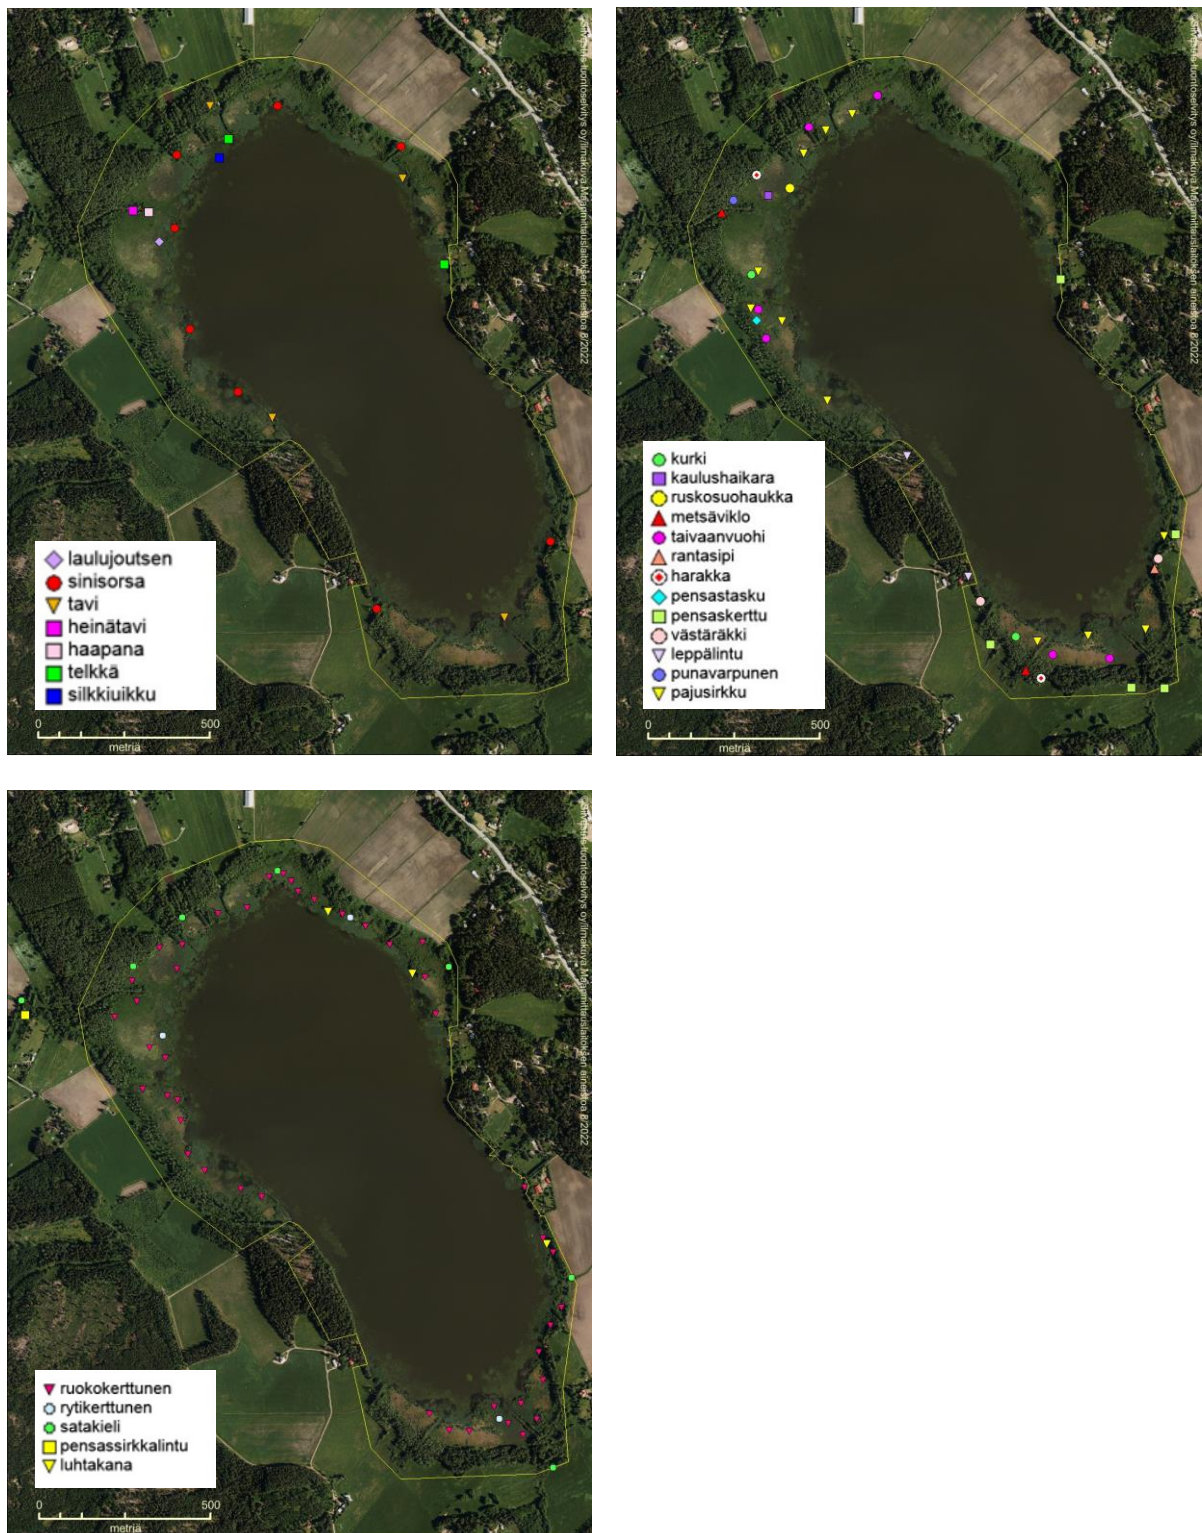 laulujoutsen
sinisorsa
tavi
heinätavi
haapana
telkkä
silkkiuikku
0
500
metriä
kurki
kaulushaikara
ruskosuohaukka
metsäviklo
taivaanvuohi
rantasipi
harakka
pensastasku
pensaskerttu
västäräkki
leppälintu
punavarpunen
pajusirkku
0
500
metriä
ruokokerttunen
rytikerttunen
satakieli
pensassirkkalintu
luhtakana
0
500
metriä